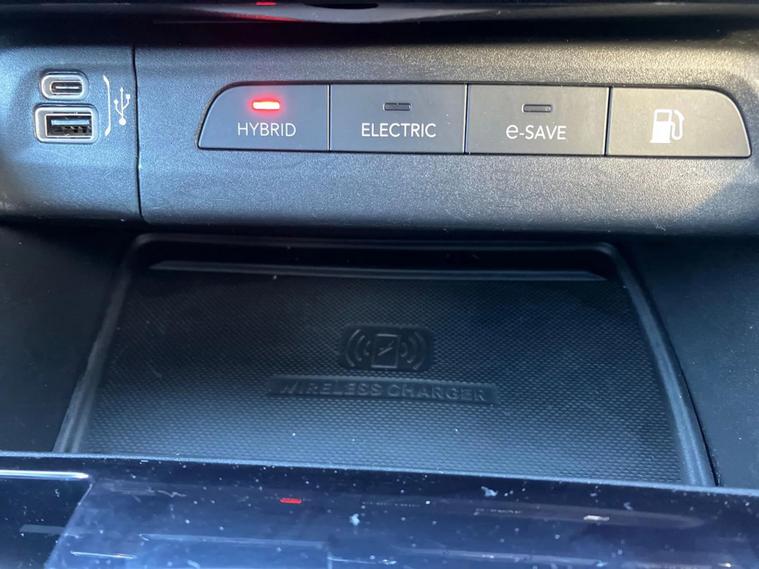 HYBRID
ELECTRIC
e-SAVE
WIRELESS CHARGER